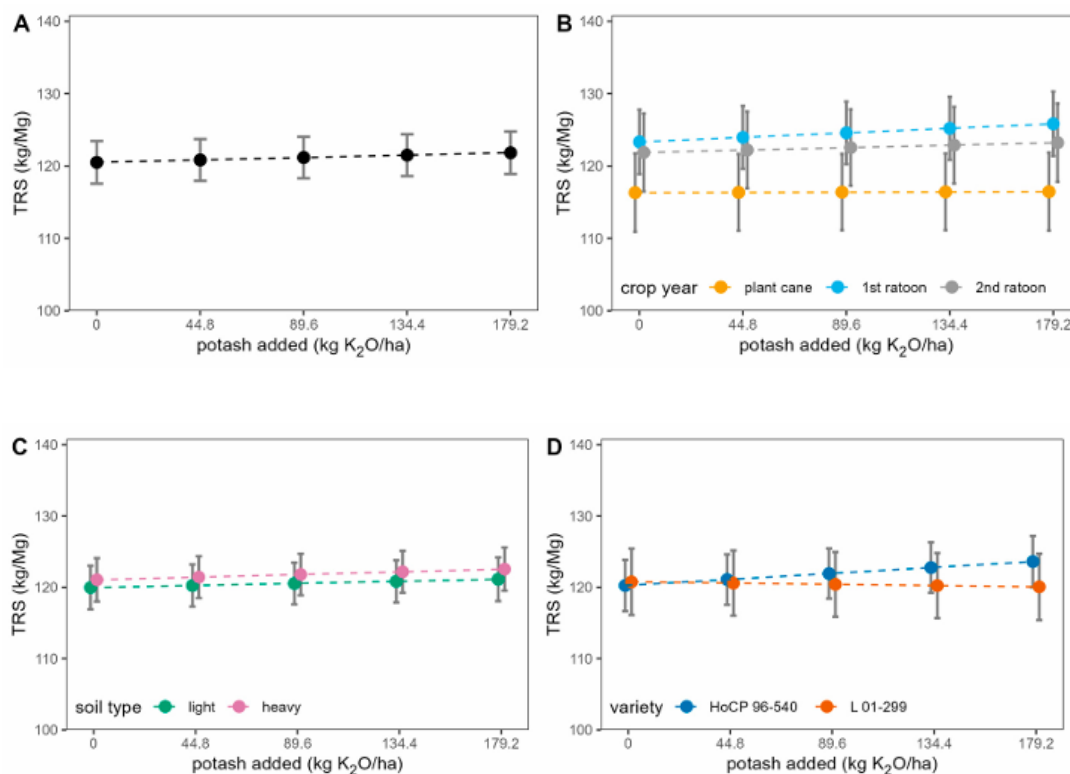 A
140
130
120
110
100
TRS (kg/Mg)
0 44.8 89.6 134.4 179.2
potash added (kg K₂O/ha)
B
140
130
120
110
100
TRS (kg/Mg)
crop year plant cane 1st ratoon 2nd ratoon
0 44.8 89.6 134.4 179.2
potash added (kg K₂O/ha)
C
140
130
120
110
100
TRS (kg/Mg)
soil type light heavy
0 44.8 89.6 134.4 179.2
potash added (kg K₂O/ha)
D
140
130
120
110
100
TRS (kg/Mg)
variety HoCP 96-540 L 01-299
0 44.8 89.6 134.4 179.2
potash added (kg K₂O/ha)